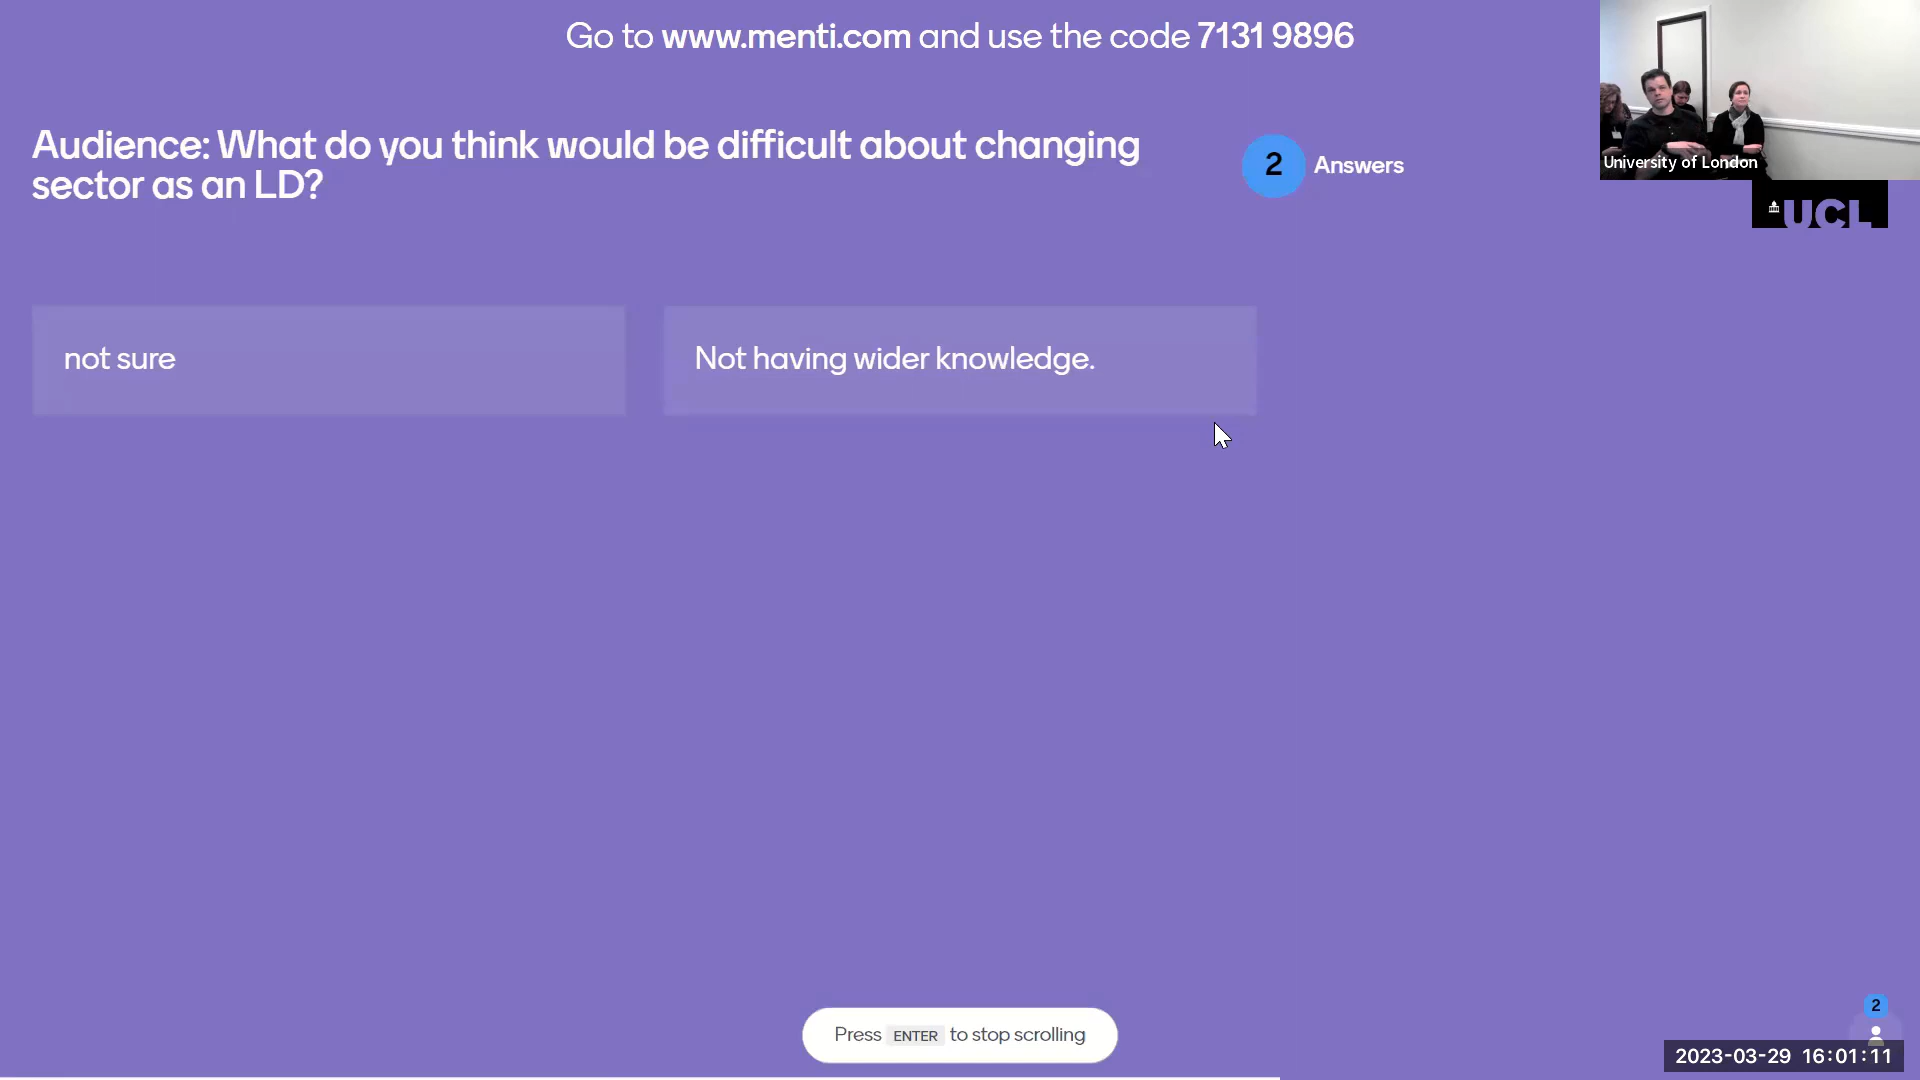 Go to www.menti.com and use the code 7131 9896
Audience: What do you think would be difficult about changing
sector as an LD?
2 Answers
University of London
UCL
not sure
Not having wider knowledge.
Press ENTER to stop scrolling
2
2023-03-29 16:01:11